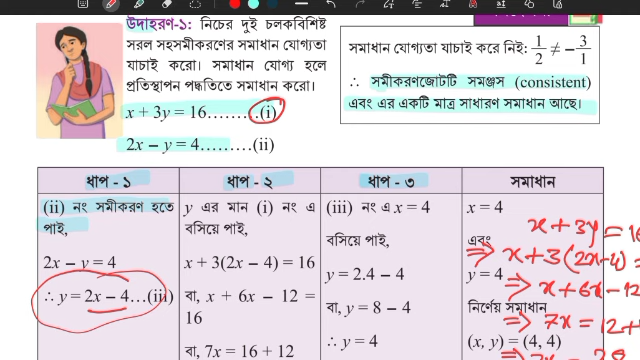 উদাহরণ-১: নিচের দুই চলকবিশিষ্ট
সরল সহসমীকরণের সমাধান যোগ্যতা
যাচাই করো। সমাধান যোগ্য হলে
প্রতিস্থাপন পদ্ধতিতে সমাধান করো।
x + 3y = 16.........(i)
2x − y = 4.........(ii)
সমাধান যোগ্যতা যাচাই করে নিই: 1/2 ≠ −3/1
∴ সমীকরণজোটটি সমঞ্জস (consistent)
এবং এর একটি মাত্র সাধারণ সমাধান আছে।
ধাপ - ১
(ii) নং সমীকরণ হতে
পাই,
2x − y = 4
∴ y = 2x − 4...(iii)
ধাপ - ২
y এর মান (i) নং এ
বসিয়ে পাই,
x + 3(2x − 4) = 16
বা, x + 6x − 12 =
16
বা, 7x = 16 + 12
ধাপ - ৩
(iii) নং এ x = 4
বসিয়ে পাই,
y = 2.4 − 4
বা, y = 8 − 4
∴ y = 4
সমাধান
x = 4
এবং
y = 4
নির্ণেয় সমাধান
(x, y) = (4, 4)
x + 3y = 16
⇒ x + 3(2x − 4) =
⇒ x + 6x − 12
⇒ 7x = 12 +
⇒ 7x = 28